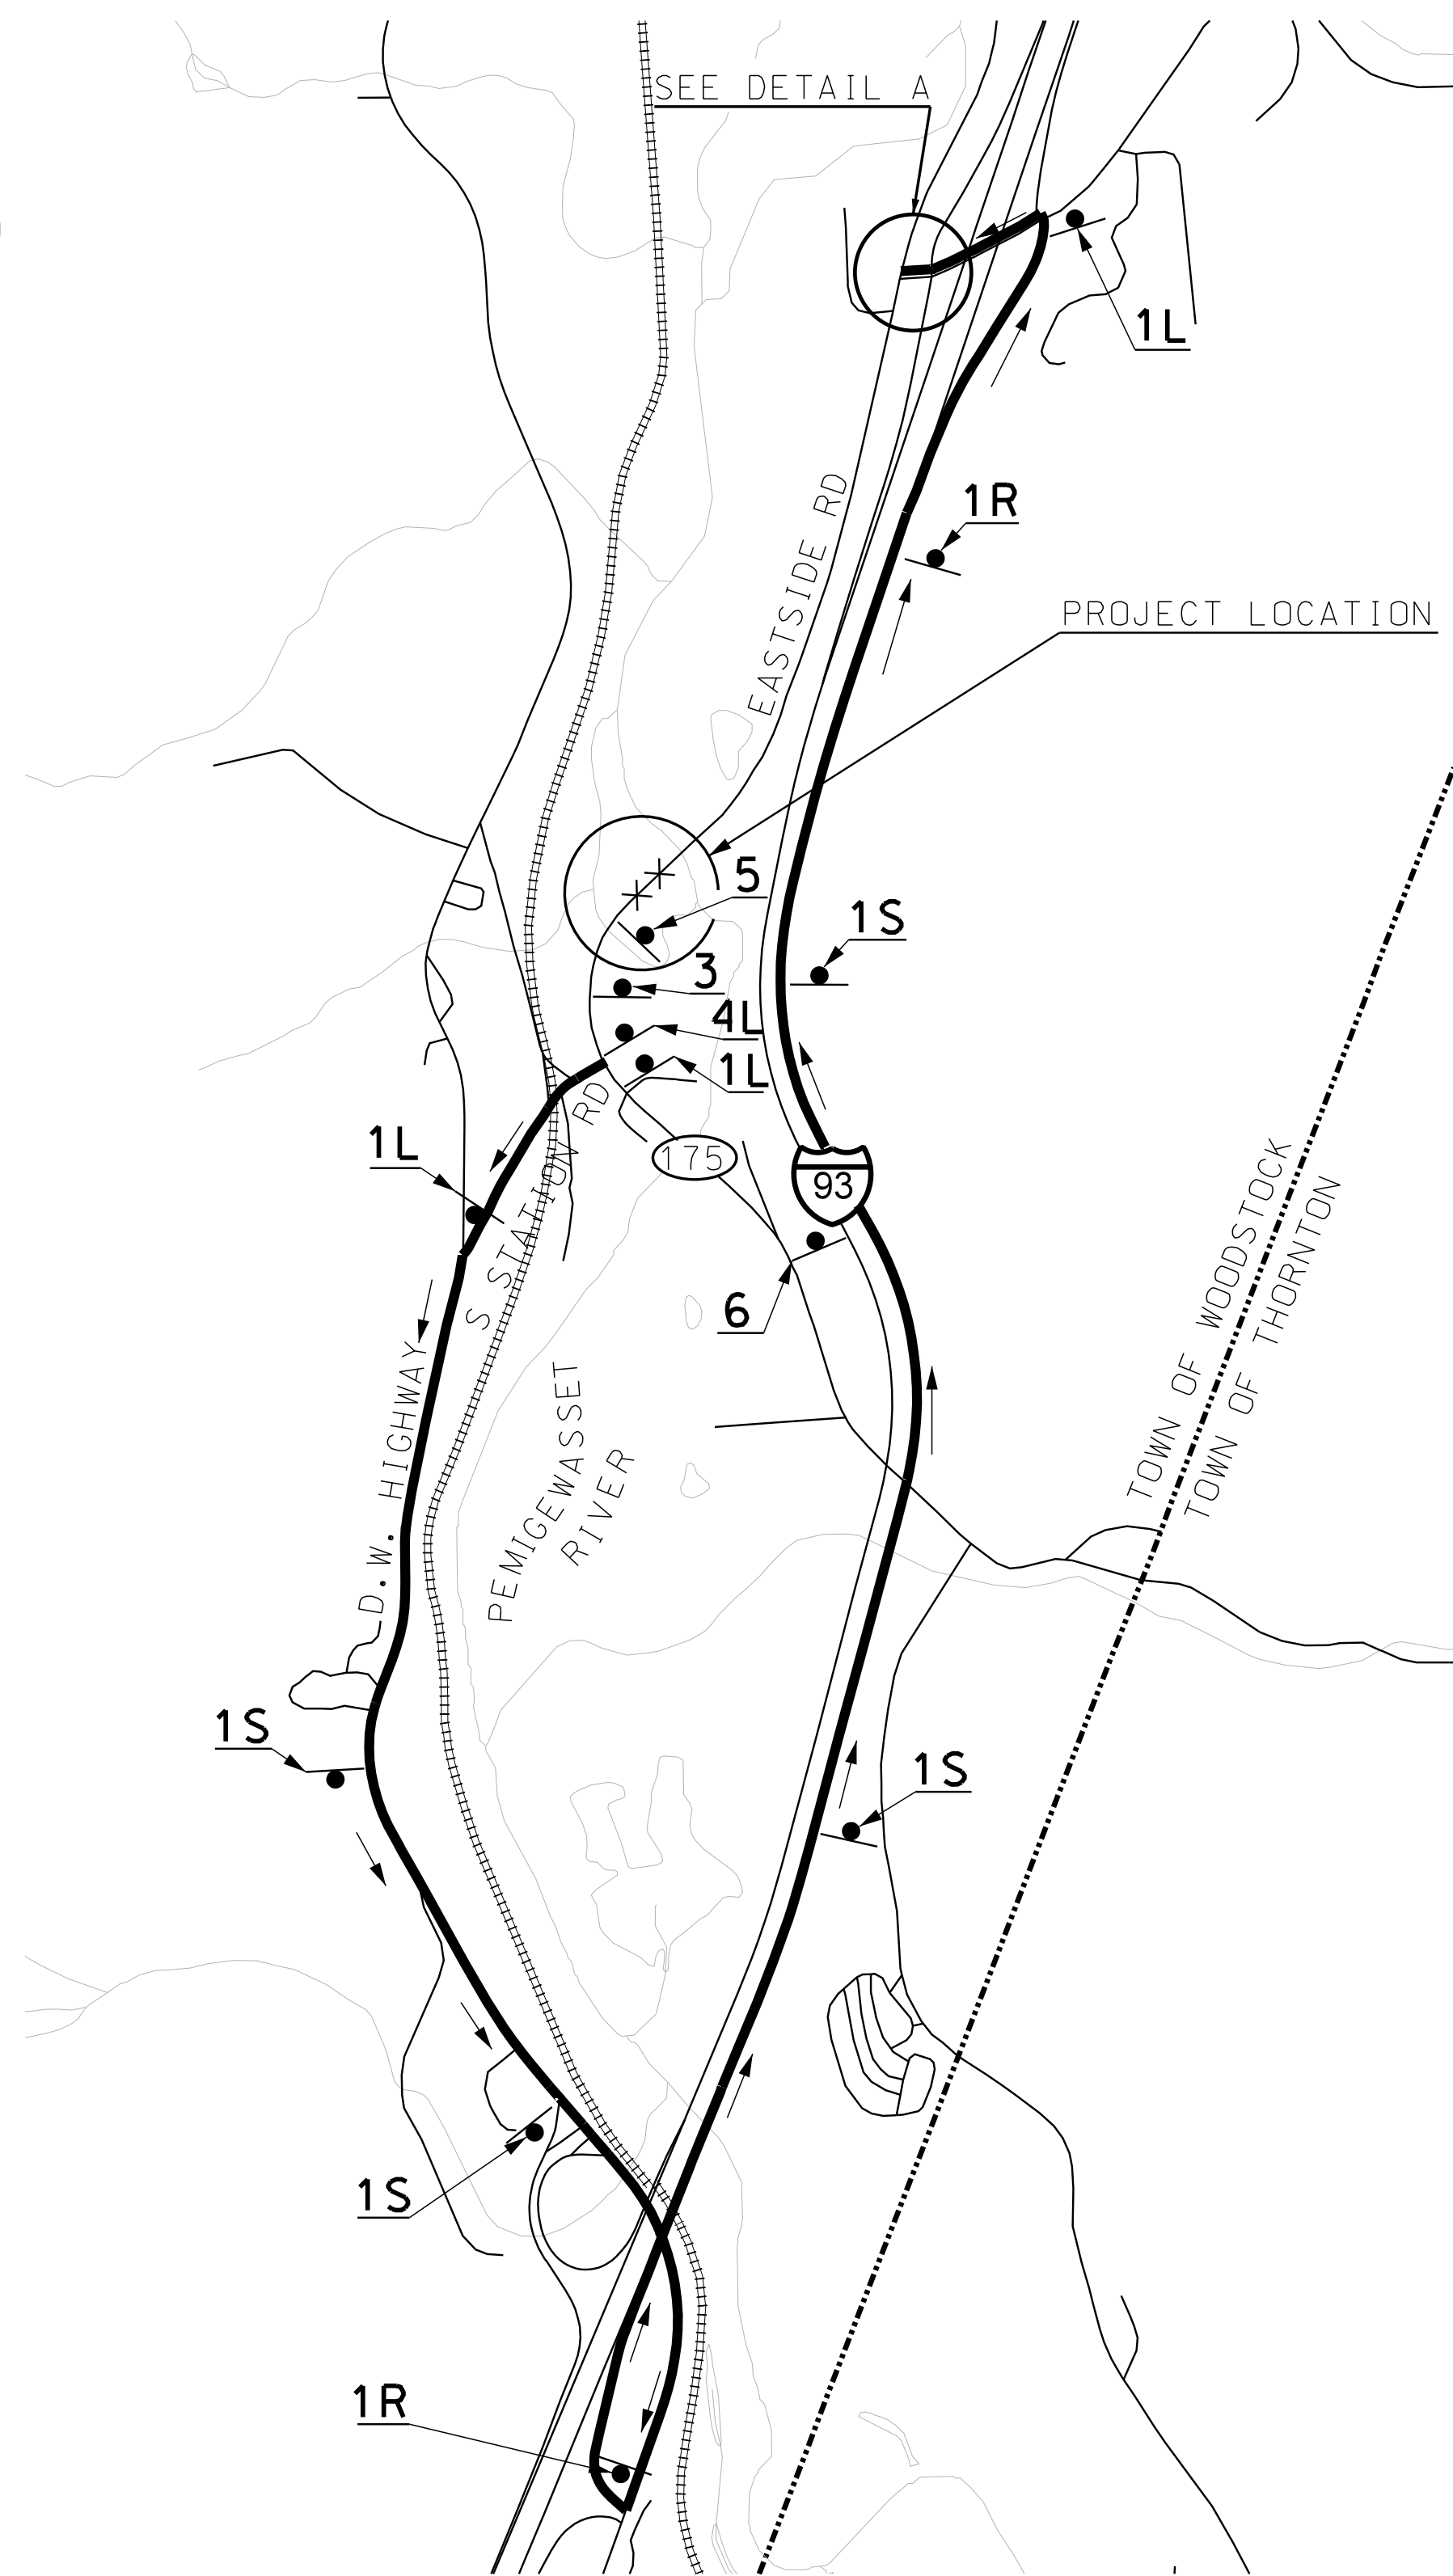 SEE DETAIL A
1L
1R
PROJECT LOCATION
EASTSIDE RD
5
1S
3
4L
1L
1L
S STATION RD
175
93
6
TOWN OF WOODSTOCK
TOWN OF THORNTON
D.W. HIGHWAY
PEMIGEWASSET
RIVER
1S
1S
1S
1R